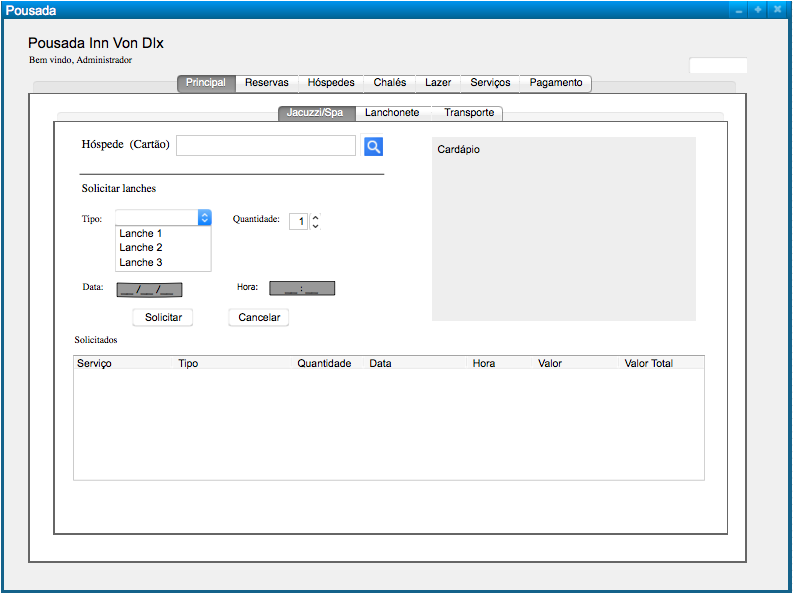 Pousada
Pousada Inn Von Dlx
Bem vindo, Administrador
Principal Reservas Hóspedes Chalés Lazer Serviços Pagamento
Jacuzzi/Spa Lanchonete Transporte
Hóspede (Cartão)
Cardápio
Solicitar lanches
Tipo: Quantidade: 1
Lanche 1
Lanche 2
Lanche 3
Data: __ /__ /__ Hora: __ : __
Solicitar Cancelar
Solicitados
Serviço Tipo Quantidade Data Hora Valor Valor Total